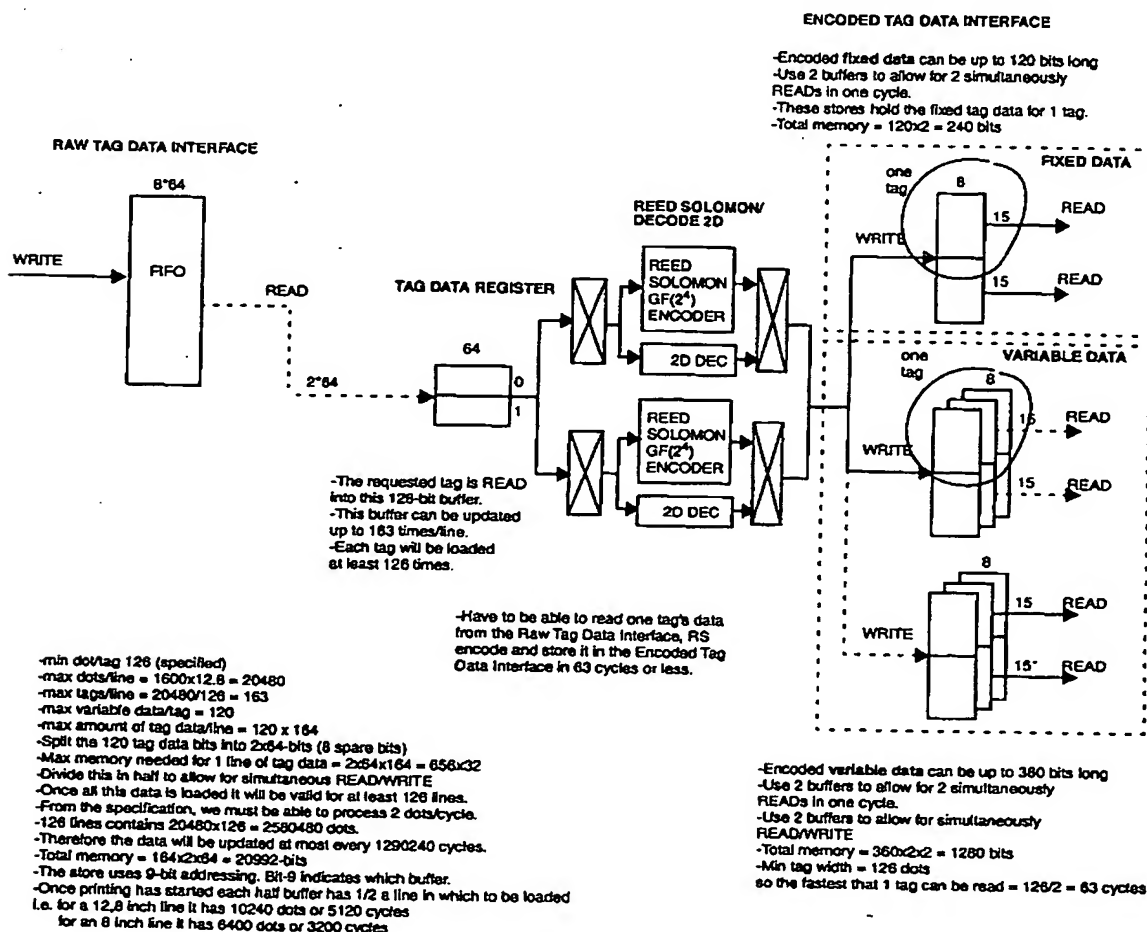 ENCODED TAG DATA INTERFACE
-Encoded fixed data can be up to 120 bits long
-Use 2 buffers to allow for 2 simultaneously
READs in one cycle.
-These stores hold the fixed tag data for 1 tag.
-Total memory = 120x2 = 240 bits
RAW TAG DATA INTERFACE
8*64
WRITE
FIFO
READ
2*64
TAG DATA REGISTER
64
0
1
REED SOLOMON/
DECODE 2D
REED
SOLOMON
GF(2⁴)
ENCODER
2D DEC
REED
SOLOMON
GF(2⁴)
ENCODER
2D DEC
FIXED DATA
one
tag
8
15
READ
WRITE
15
READ
VARIABLE DATA
one
tag
8
15
READ
WRITE
15
READ
8
15
READ
WRITE
15"
READ
-The requested tag is READ
into this 128-bit buffer.
-This buffer can be updated
up to 163 times/line.
-Each tag will be loaded
at least 126 times.
-Have to be able to read one tag's data
from the Raw Tag Data Interface, RS
encode and store it in the Encoded Tag
Data Interface in 63 cycles or less.
-min dot/tag 126 (specified)
-max dots/line = 1600x12.8 = 20480
-max tags/line = 20480/126 = 163
-max variable data/tag = 120
-max amount of tag data/line = 120 x 164
-Split the 120 tag data bits into 2x64-bits (8 spare bits)
-Max memory needed for 1 line of tag data = 2x64x164 = 656x32
-Divide this in half to allow for simultaneous READ/WRITE
-Once all this data is loaded it will be valid for at least 126 lines.
-From the specification, we must be able to process 2 dots/cycle.
-126 lines contains 20480x126 = 2580480 dots.
-Therefore the data will be updated at most every 1290240 cycles.
-Total memory = 164x2x64 = 20992-bits
-The store uses 9-bit addressing. Bit-9 indicates which buffer.
-Once printing has started each half buffer has 1/2 a line in which to be loaded
i.e. for a 12,8 inch line it has 10240 dots or 5120 cycles
for an 8 inch line it has 6400 dots or 3200 cycles
-Encoded variable data can be up to 360 bits long
-Use 2 buffers to allow for 2 simultaneously
READs in one cycle.
-Use 2 buffers to allow for simultaneously
READ/WRITE
-Total memory = 360x2x2 = 1280 bits
-Min tag width = 126 dots
so the fastest that 1 tag can be read = 126/2 = 63 cycles